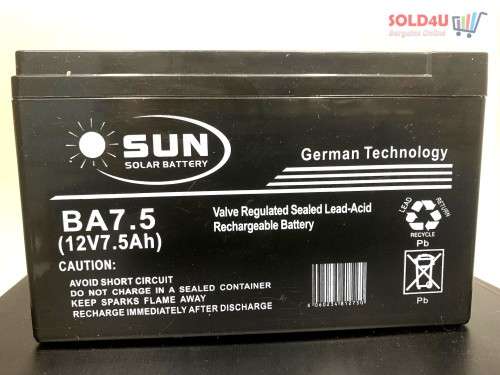 SOLD4U
Bargains Online
SUN
SOLAR BATTERY
German Technology
BA7.5
(12V7.5Ah)
Valve Regulated Sealed Lead-Acid
Rechargeable Battery
LEAD
RECYCLE
Pb
Pb
CAUTION:
AVOID SHORT CIRCUIT
DO NOT CHARGE IN A SEALED CONTAINER
KEEP SPARKS FLAME AWAY
RECHARGE IMMEDIATELY AFTER DISCHARGE